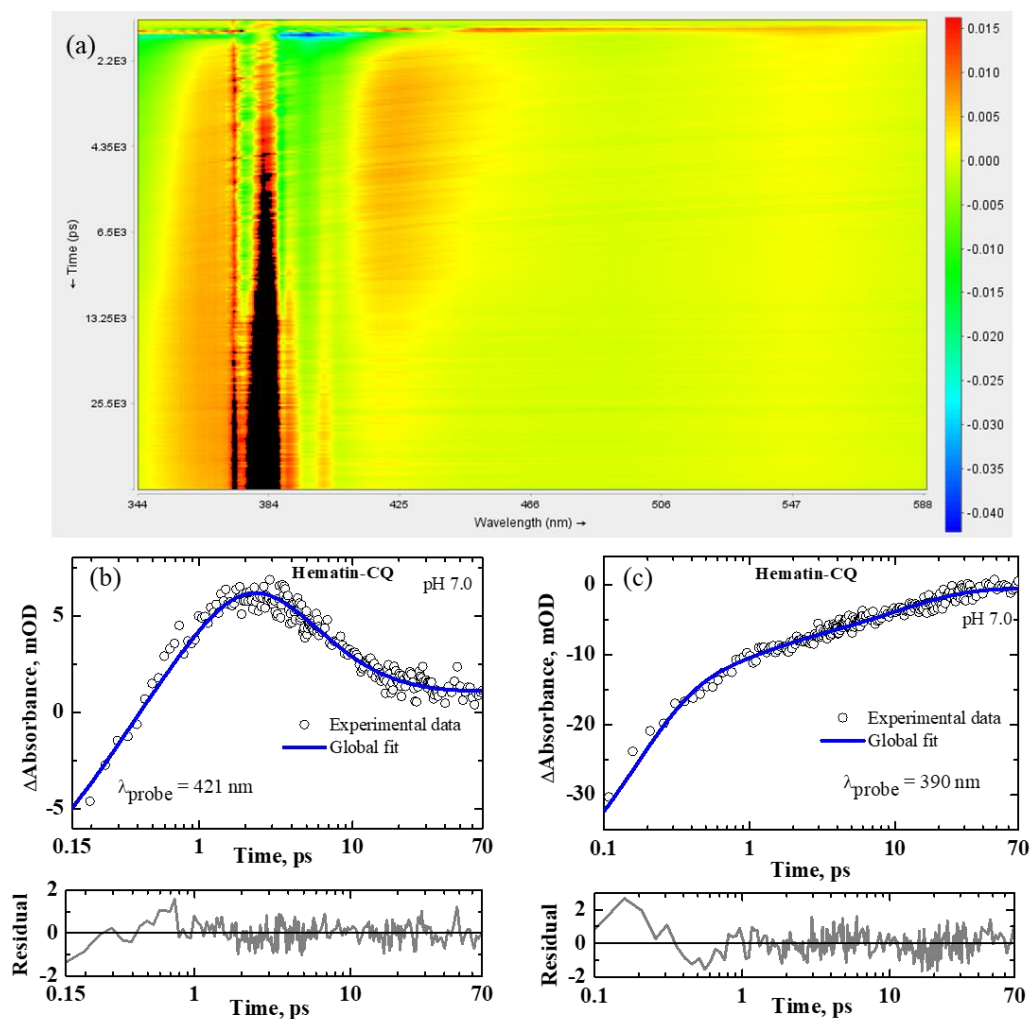 (a)
0.015
0.010
0.005
0.000
-0.005
-0.010
-0.015
-0.020
-0.025
-0.030
-0.035
-0.040
2.2E3
4.35E3
6.5E3
13.25E3
25.5E3
← Time (ps)
344 384 425 466 506 547 588
Wavelength (nm) →
(b)
Hematin-CQ
pH 7.0
5
0
-5
ΔAbsorbance, mOD
Experimental data
Global fit
λprobe = 421 nm
0.15 1 10 70
Time, ps
2
0
-2
Residual
0.15 1 10 70
Time, ps
(c)
Hematin-CQ
pH 7.0
0
-10
-20
-30
ΔAbsorbance, mOD
Experimental data
Global fit
λprobe = 390 nm
0.1 1 10 70
Time, ps
2
0
-2
Residual
0.1 1 10 70
Time, ps